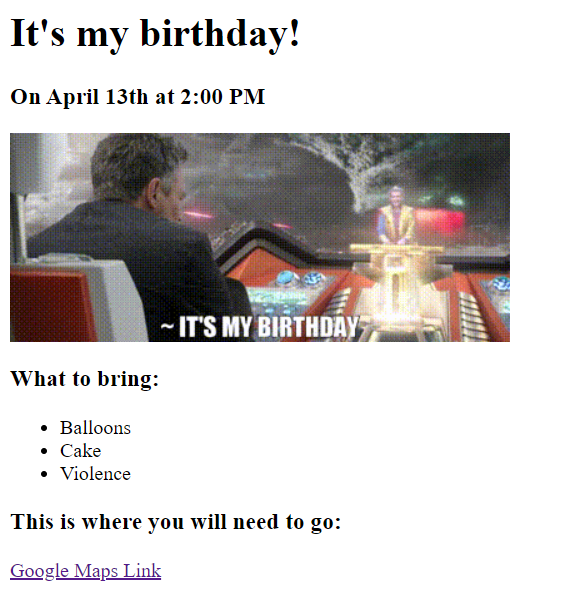 It's my birthday!
On April 13th at 2:00 PM
~ IT'S MY BIRTHDAY
What to bring:
Balloons
Cake
Violence
This is where you will need to go:
Google Maps Link